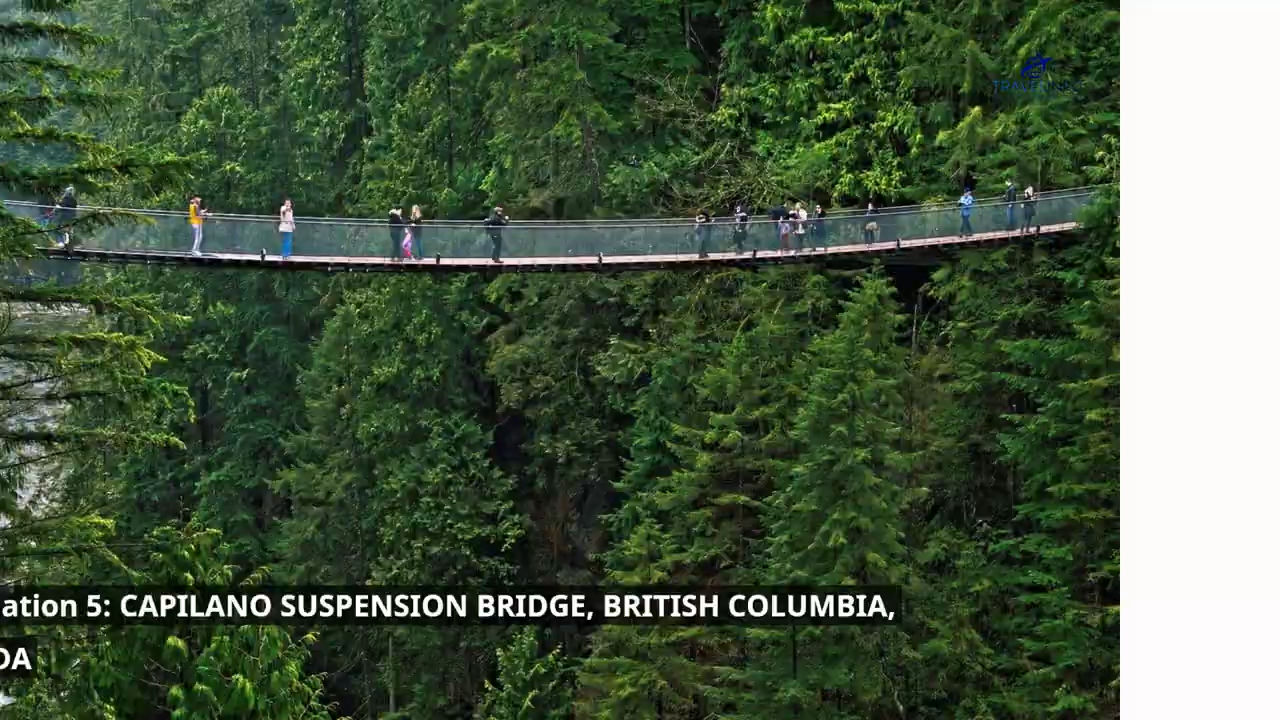 ation 5: CAPILANO SUSPENSION BRIDGE, BRITISH COLUMBIA,
DA